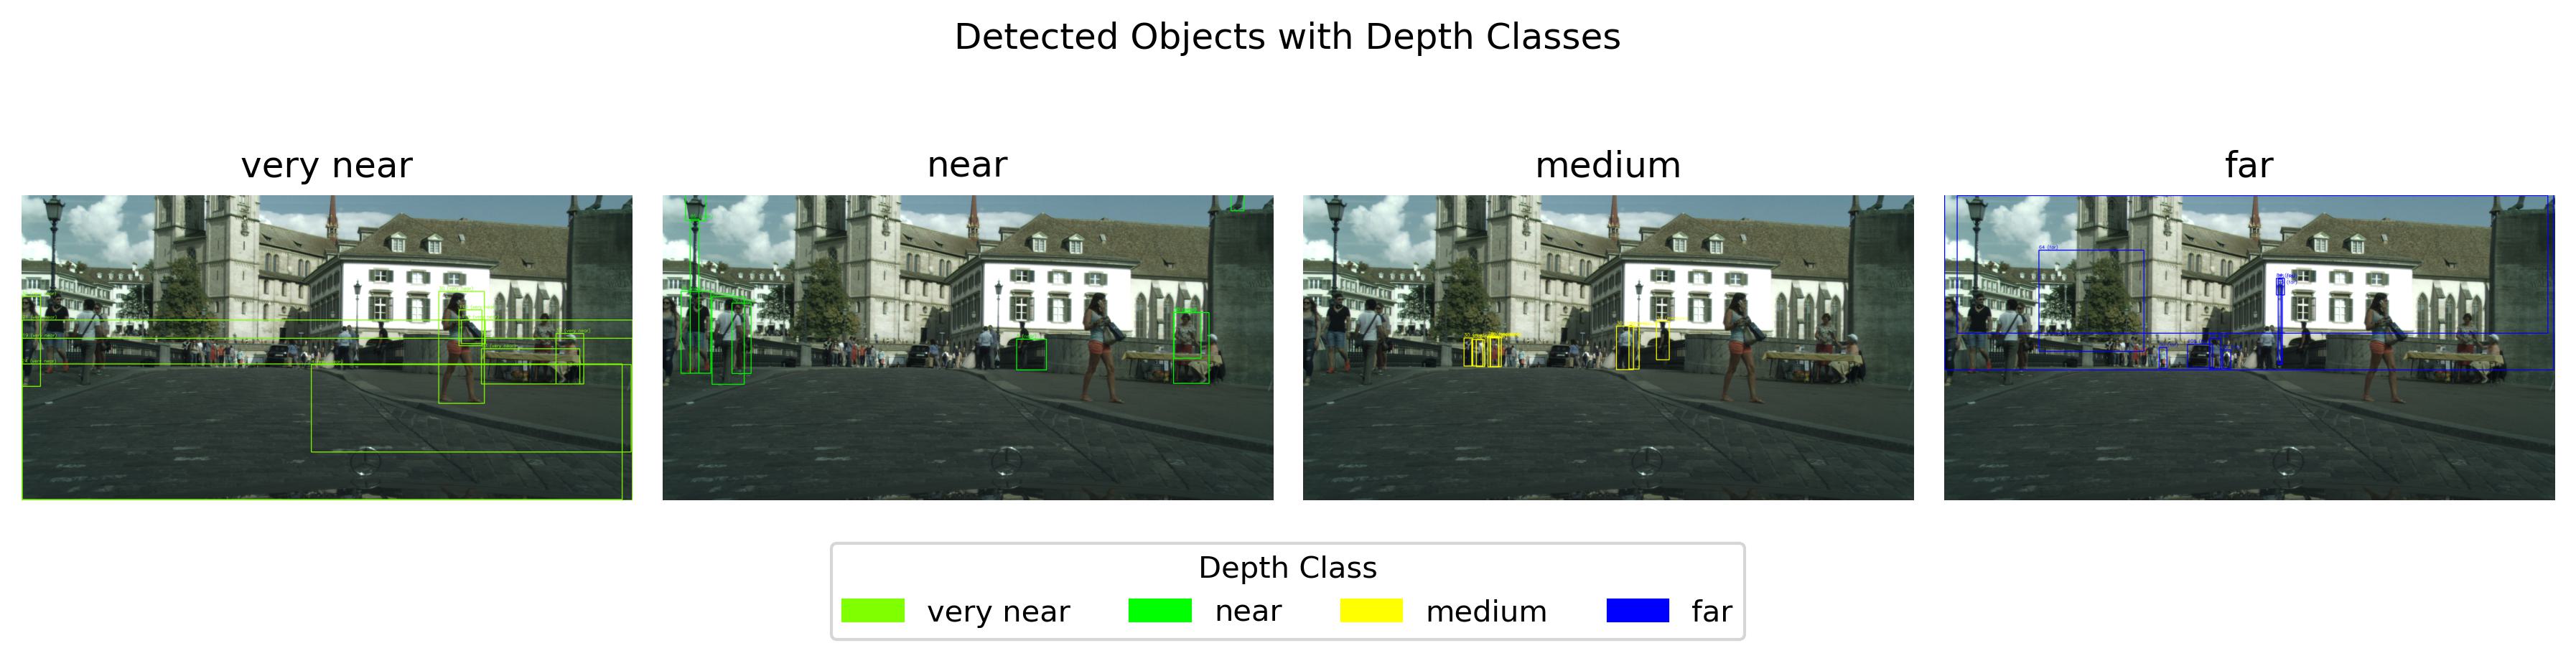 Detected Objects with Depth Classes
very near
near
medium
far
Depth Class
very near
near
medium
far